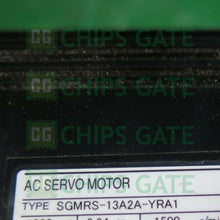 CHIPS GATE
CHIPS GATE
CHIPS GATE
AC SERVO MOTOR
TYPE SGMRS-13A2A-YRA1